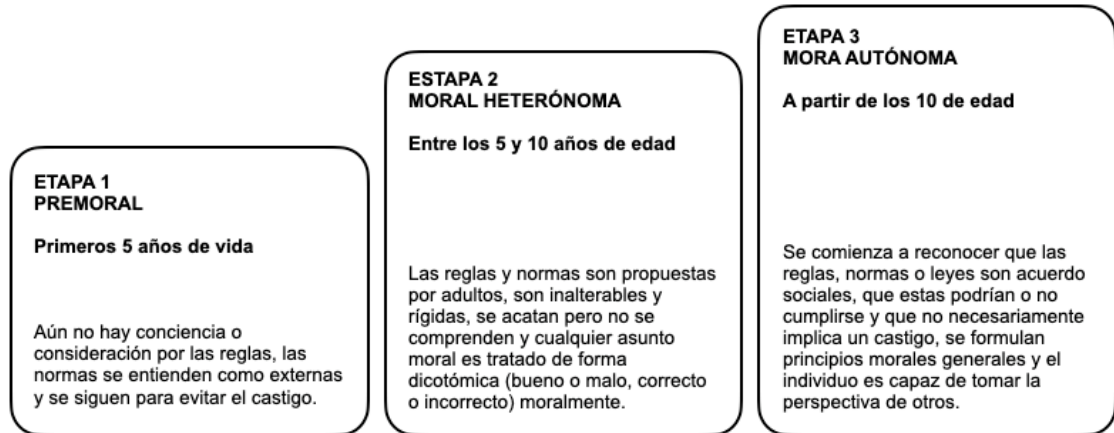 ETAPA 1
PREMORAL
Primeros 5 años de vida
Aún no hay conciencia o
consideración por las reglas, las
normas se entienden como externas
y se siguen para evitar el castigo.
ESTAPA 2
MORAL HETERÓNOMA
Entre los 5 y 10 años de edad
Las reglas y normas son propuestas
por adultos, son inalterables y
rígidas, se acatan pero no se
comprenden y cualquier asunto
moral es tratado de forma
dicotómica (bueno o malo, correcto
o incorrecto) moralmente.
ETAPA 3
MORA AUTÓNOMA
A partir de los 10 de edad
Se comienza a reconocer que las
reglas, normas o leyes son acuerdo
sociales, que estas podrían o no
cumplirse y que no necesariamente
implica un castigo, se formulan
principios morales generales y el
individuo es capaz de tomar la
perspectiva de otros.